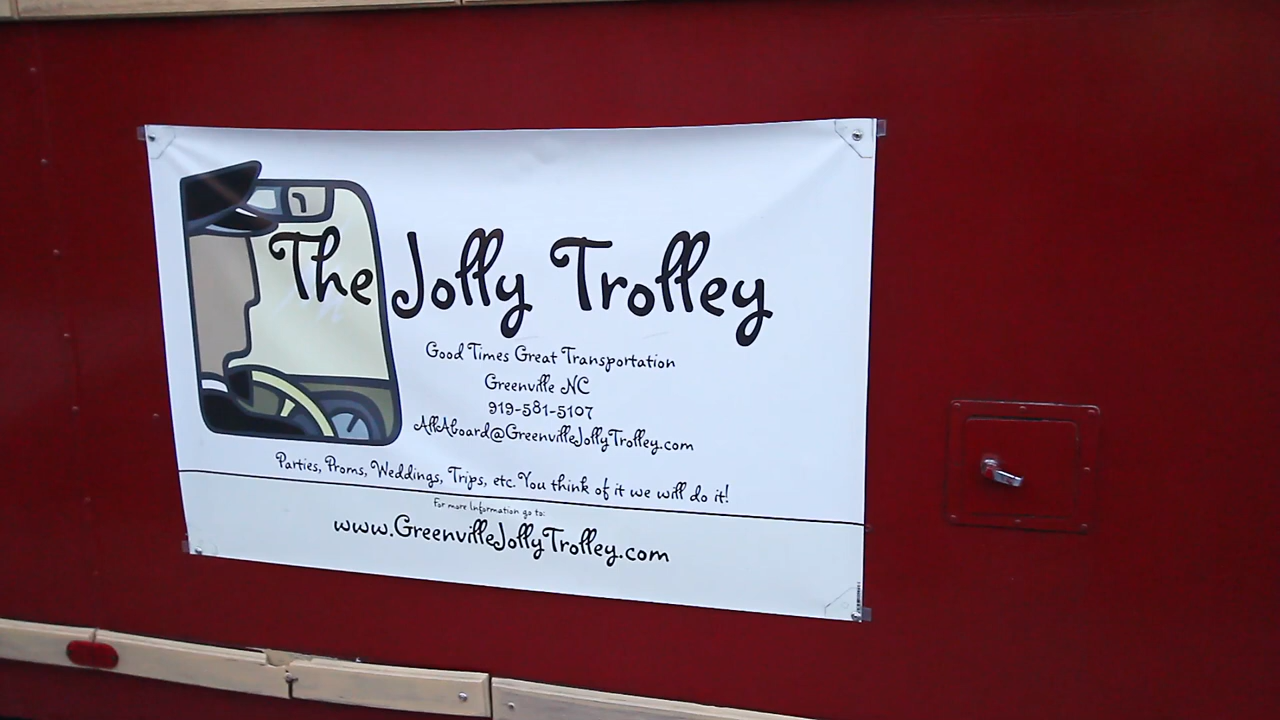 The Jolly Trolley
Good Times Great Transportation
Greenville NC
919-581-5107
AllAboard@GreenvilleJollyTrolley.com
Parties, Proms, Weddings, Trips, etc. You think of it we will do it!
For more Information go to:
www.GreenvilleJollyTrolley.com